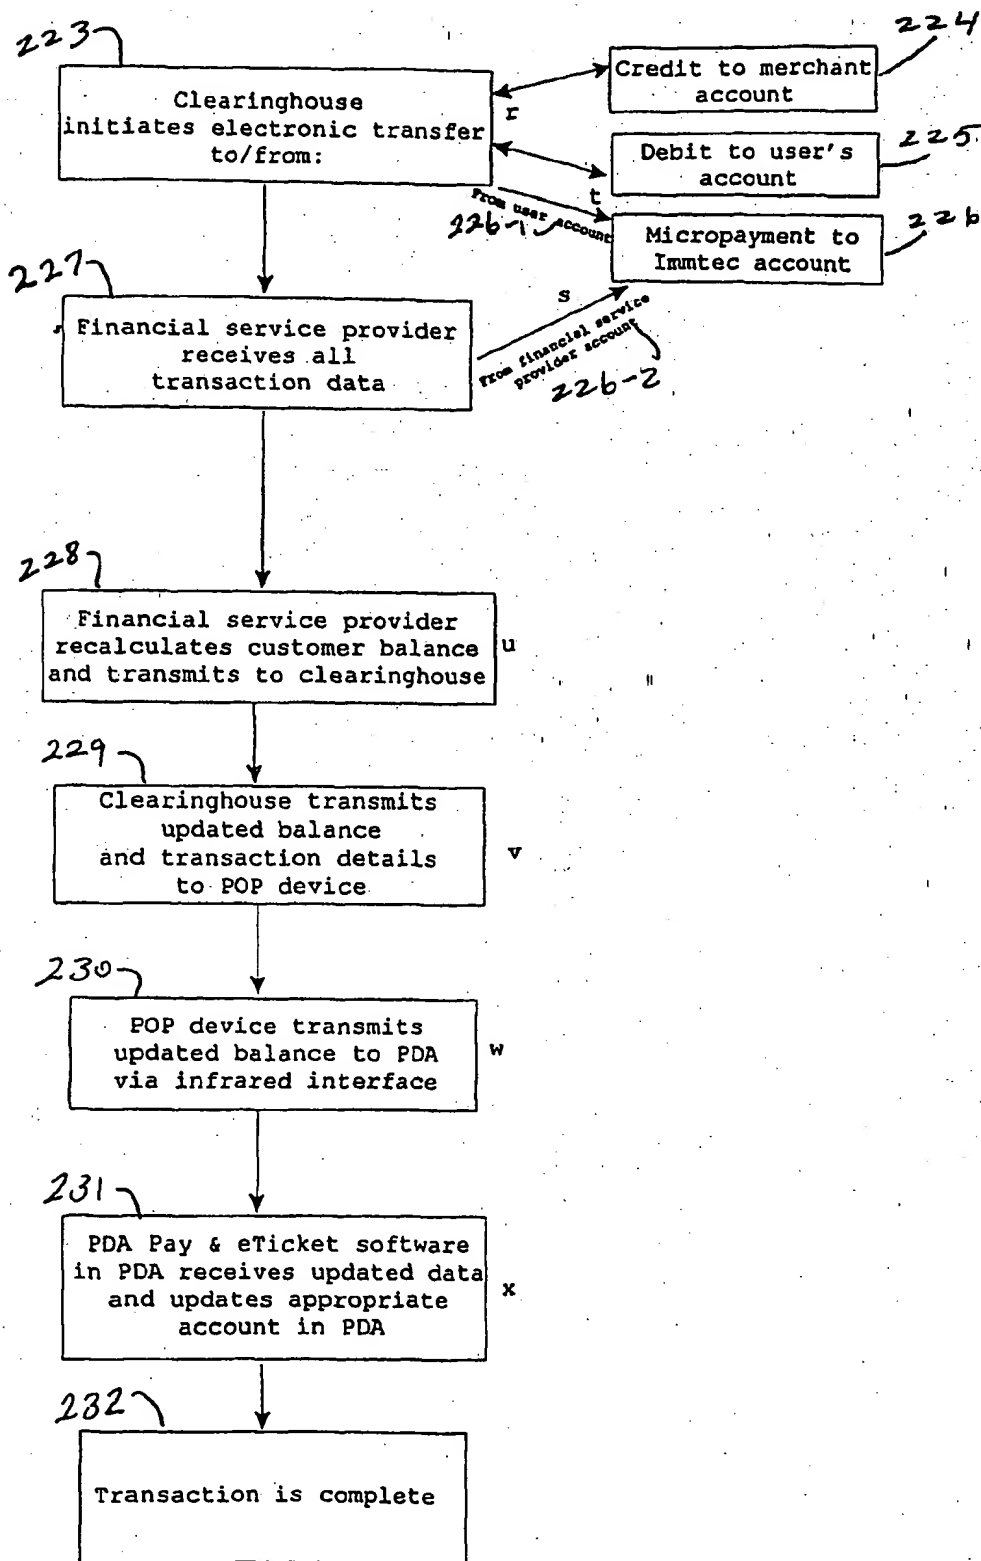 223
224
Clearinghouse
initiates electronic transfer
to/from:
r
Credit to merchant
account
225
Debit to user's
account
t
From user account
226-1
226
Micropayment to
Immtec account
227
Financial service provider
receives all
transaction data
s
From financial service
provider account
226-2
228
Financial service provider
recalculates customer balance
and transmits to clearinghouse
u
229
Clearinghouse transmits
updated balance
and transaction details
to POP device
v
230
POP device transmits
updated balance to PDA
via infrared interface
w
231
PDA Pay & eTicket software
in PDA receives updated data
and updates appropriate
account in PDA
x
232
Transaction is complete